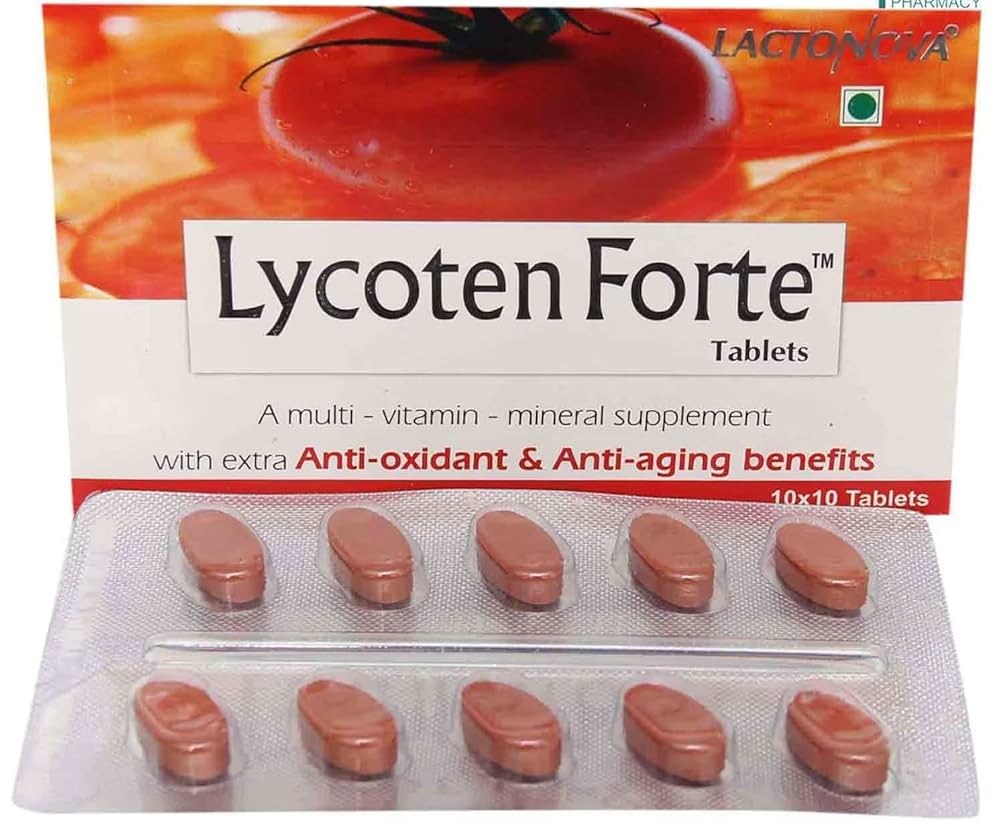 PHARMACY
LACTONOVA®
Lycoten Forte™
Tablets
A multi - vitamin - mineral supplement
with extra Anti-oxidant & Anti-aging benefits
10x10 Tablets